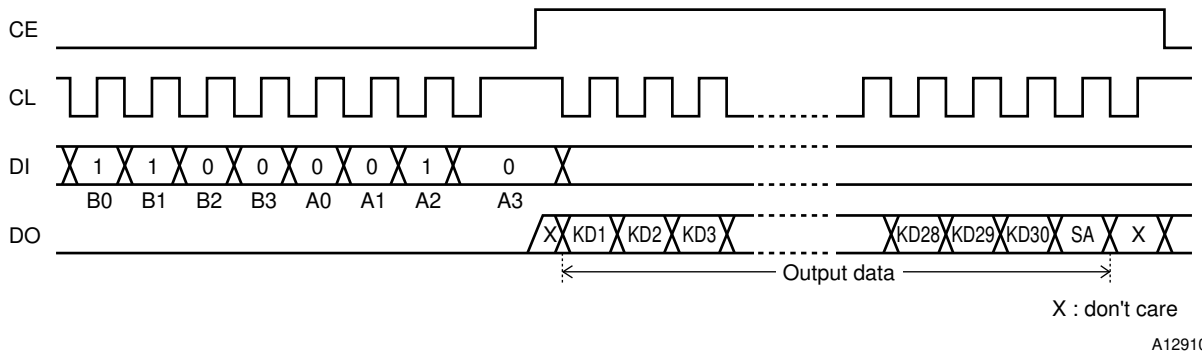 CE
CL
DI 1 1 0 0 0 0 1 0
B0 B1 B2 B3 A0 A1 A2 A3
DO X KD1 KD2 KD3 KD28 KD29 KD30 SA X
Output data
X : don't care
A12910